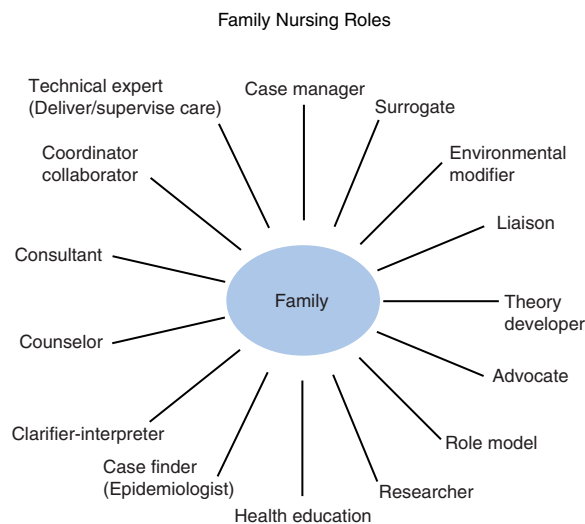 Family Nursing Roles
Technical expert
(Deliver/supervise care)
Case manager
Surrogate
Coordinator
collaborator
Environmental
modifier
Liaison
Consultant
Family
Theory
developer
Counselor
Advocate
Clarifier-interpreter
Role model
Case finder
(Epidemiologist)
Researcher
Health education